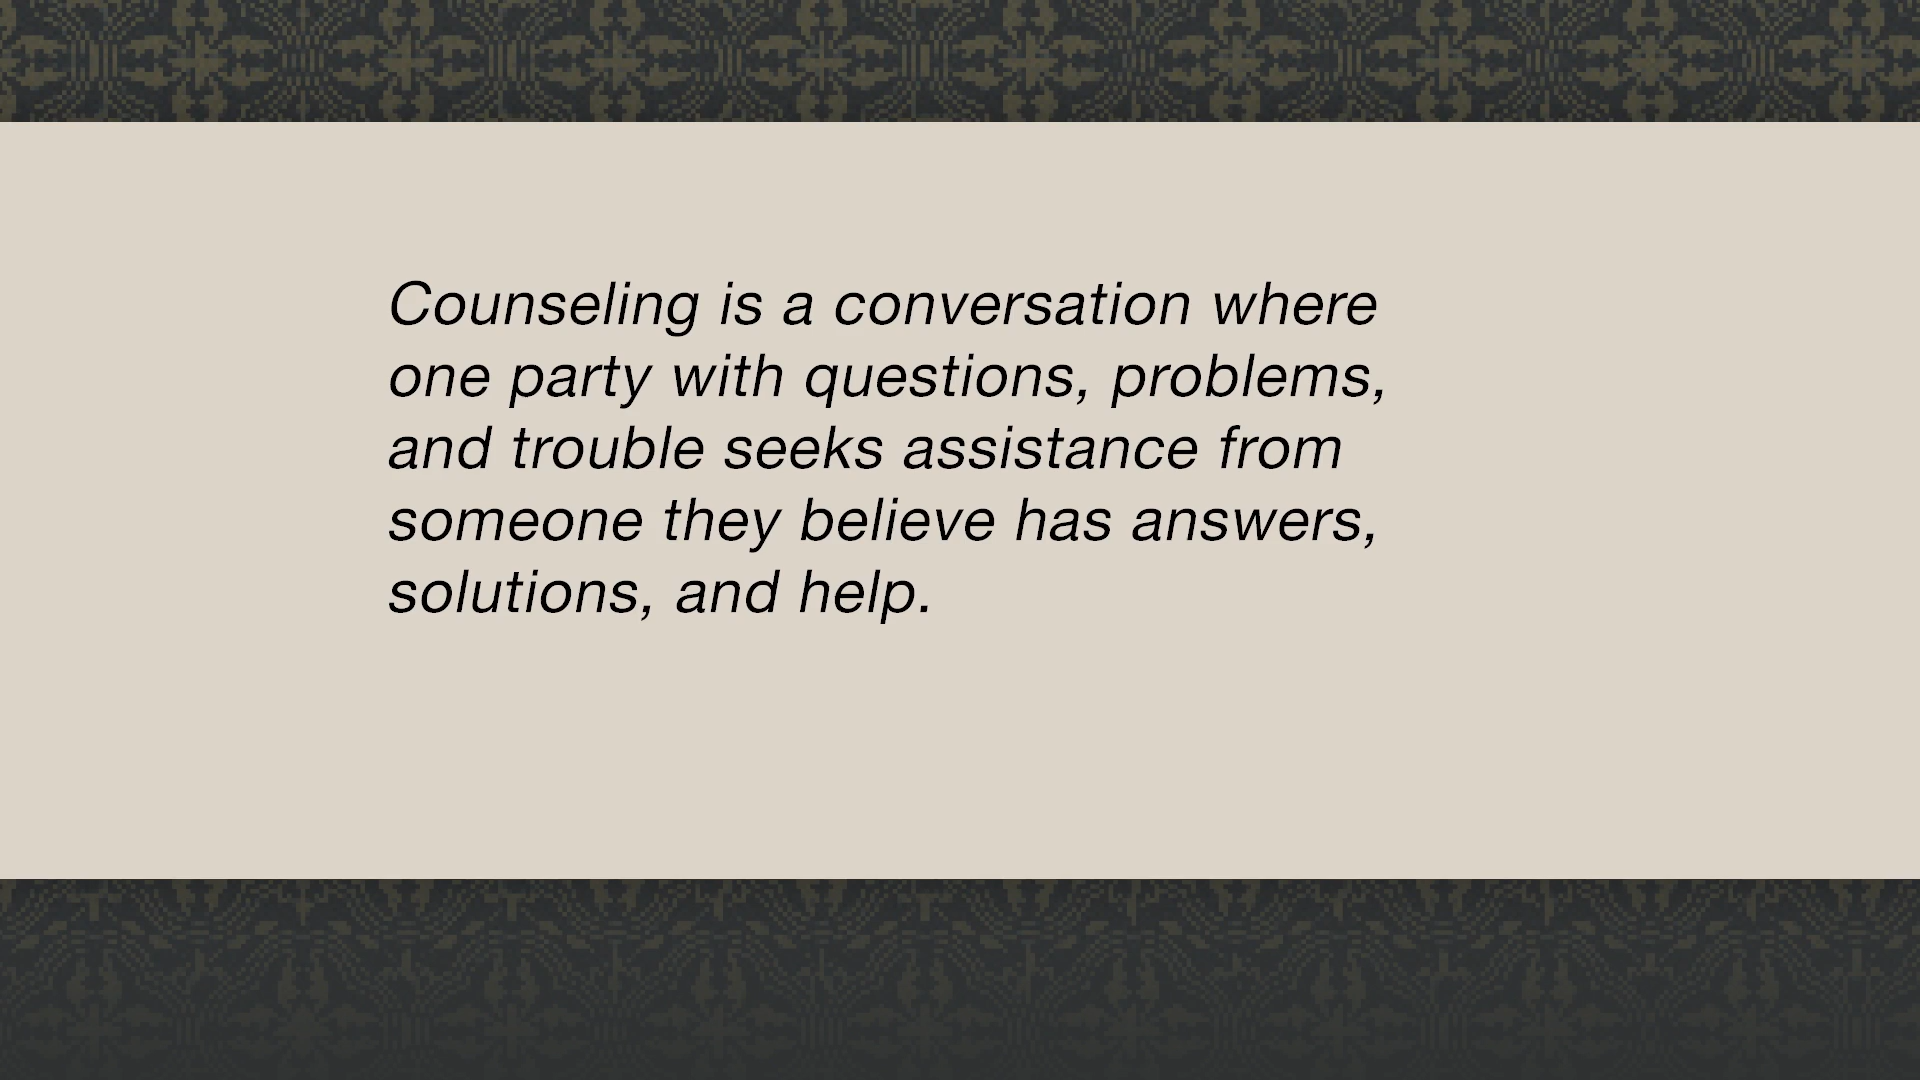 Counseling is a conversation where
one party with questions, problems,
and trouble seeks assistance from
someone they believe has answers,
solutions, and help.